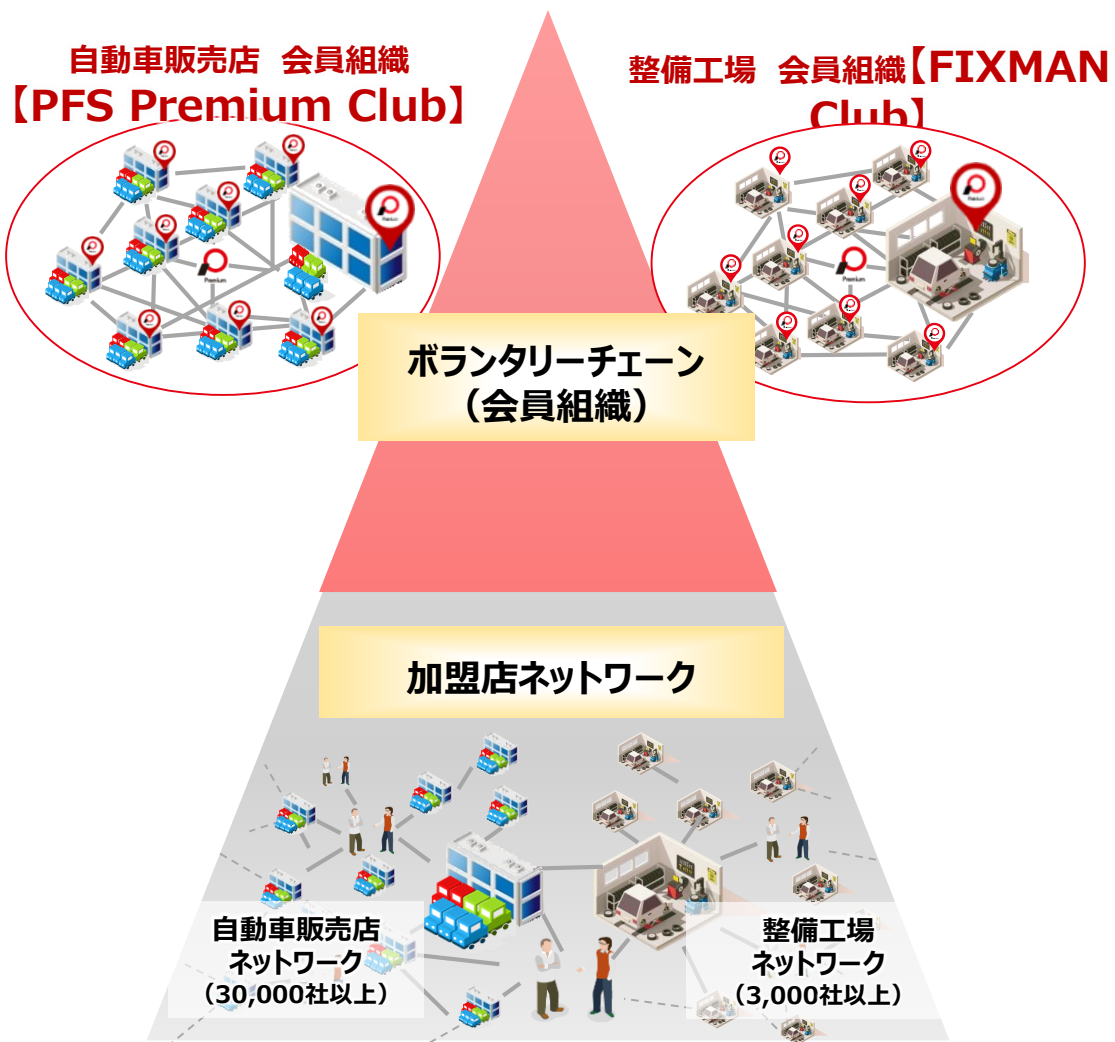 自動車販売店 会員組織
【PFS Premium Club】
整備工場 会員組織【FIXMAN
Club】
Premium
Premium
ボランタリーチェーン
（会員組織）
加盟店ネットワーク
自動車販売店
ネットワーク
（30,000社以上）
整備工場
ネットワーク
（3,000社以上）